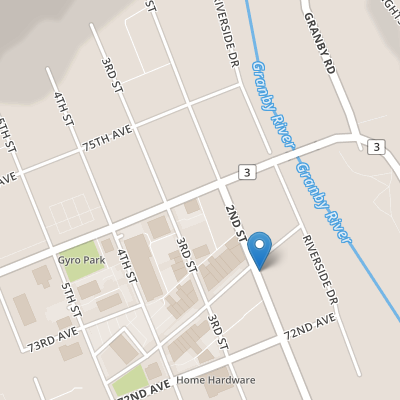 RIVERSIDE DR
GRANBY RD
Granby River
3RD ST
4TH ST
5TH ST
75TH AVE
AVE
ST
3
3
Granby River
2ND ST
RIVERSIDE DR
3RD ST
4TH ST
Gyro Park
5TH ST
3RD ST
73RD AVE
72ND AVE
72ND AVE
Home Hardware